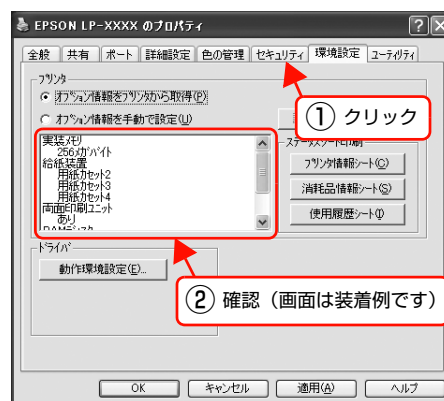 EPSON LP-XXXX のプロパティ
全般 共有 ポート 詳細設定 色の管理 セキュリティ 環境設定 ユーティリティ
プリンタ
オプション情報をプリンタから取得(P)
オプション情報を手動で設定(U)
① クリック
実装メモリ
256メガバイト
給紙装置
用紙カセット2
用紙カセット3
用紙カセット4
両面印刷ユニット
あり
RAMディスク
ステータスシート印刷
プリンタ情報シート(C)
消耗品情報シート(S)
使用履歴シート(I)
ドライバ
動作環境設定(E)...
② 確認（画面は装着例です）
OK キャンセル 適用(A) ヘルプ